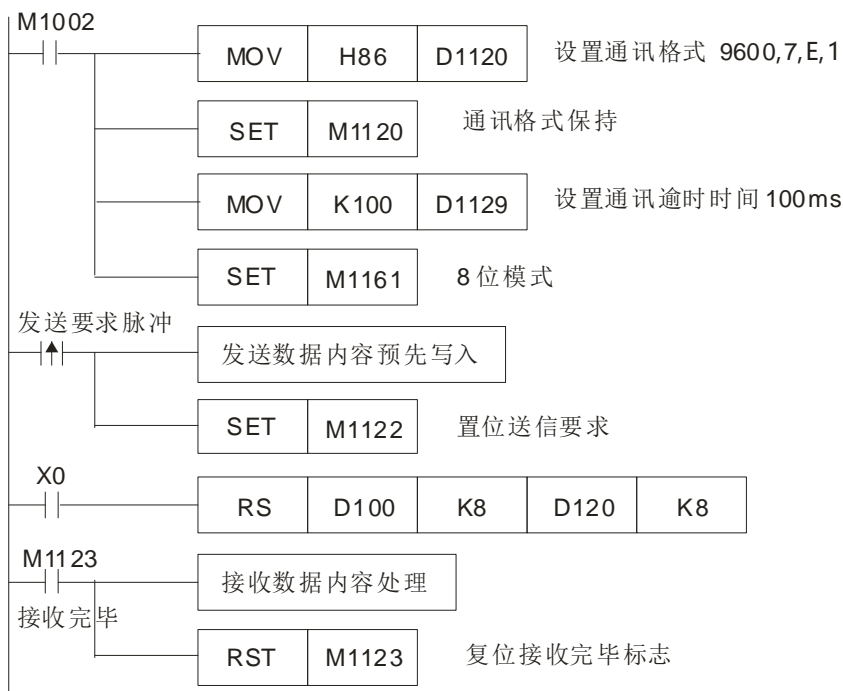 M1002
MOV H86 D1120 设置通讯格式 9600,7,E,1
SET M1120 通讯格式保持
MOV K100 D1129 设置通讯逾时时间100ms
SET M1161 8位模式
发送要求脉冲
发送数据内容预先写入
SET M1122 置位送信要求
X0
RS D100 K8 D120 K8
M1123
接收数据内容处理
接收完毕
RST M1123 复位接收完毕标志